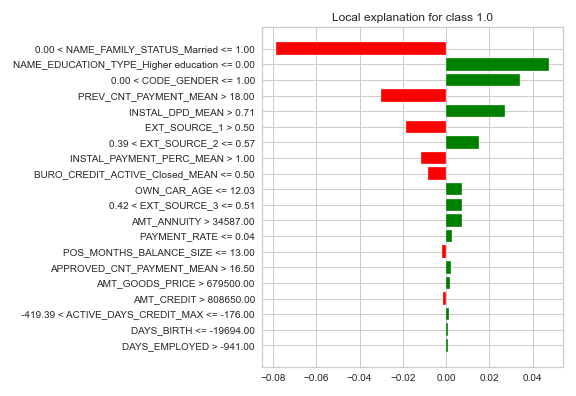 Local explanation for class 1.0
0.00 < NAME_FAMILY_STATUS_Married <= 1.00
NAME_EDUCATION_TYPE_Higher education <= 0.00
0.00 < CODE_GENDER <= 1.00
PREV_CNT_PAYMENT_MEAN > 18.00
INSTAL_DPD_MEAN > 0.71
EXT_SOURCE_1 > 0.50
0.39 < EXT_SOURCE_2 <= 0.57
INSTAL_PAYMENT_PERC_MEAN > 1.00
BURO_CREDIT_ACTIVE_Closed_MEAN <= 0.50
OWN_CAR_AGE <= 12.03
0.42 < EXT_SOURCE_3 <= 0.51
AMT_ANNUITY > 34587.00
PAYMENT_RATE <= 0.04
POS_MONTHS_BALANCE_SIZE <= 13.00
APPROVED_CNT_PAYMENT_MEAN > 16.50
AMT_GOODS_PRICE > 679500.00
AMT_CREDIT > 808650.00
-419.39 < ACTIVE_DAYS_CREDIT_MAX <= -176.00
DAYS_BIRTH <= -19694.00
DAYS_EMPLOYED > -941.00
−0.08 −0.06 −0.04 −0.02 0.00 0.02 0.04